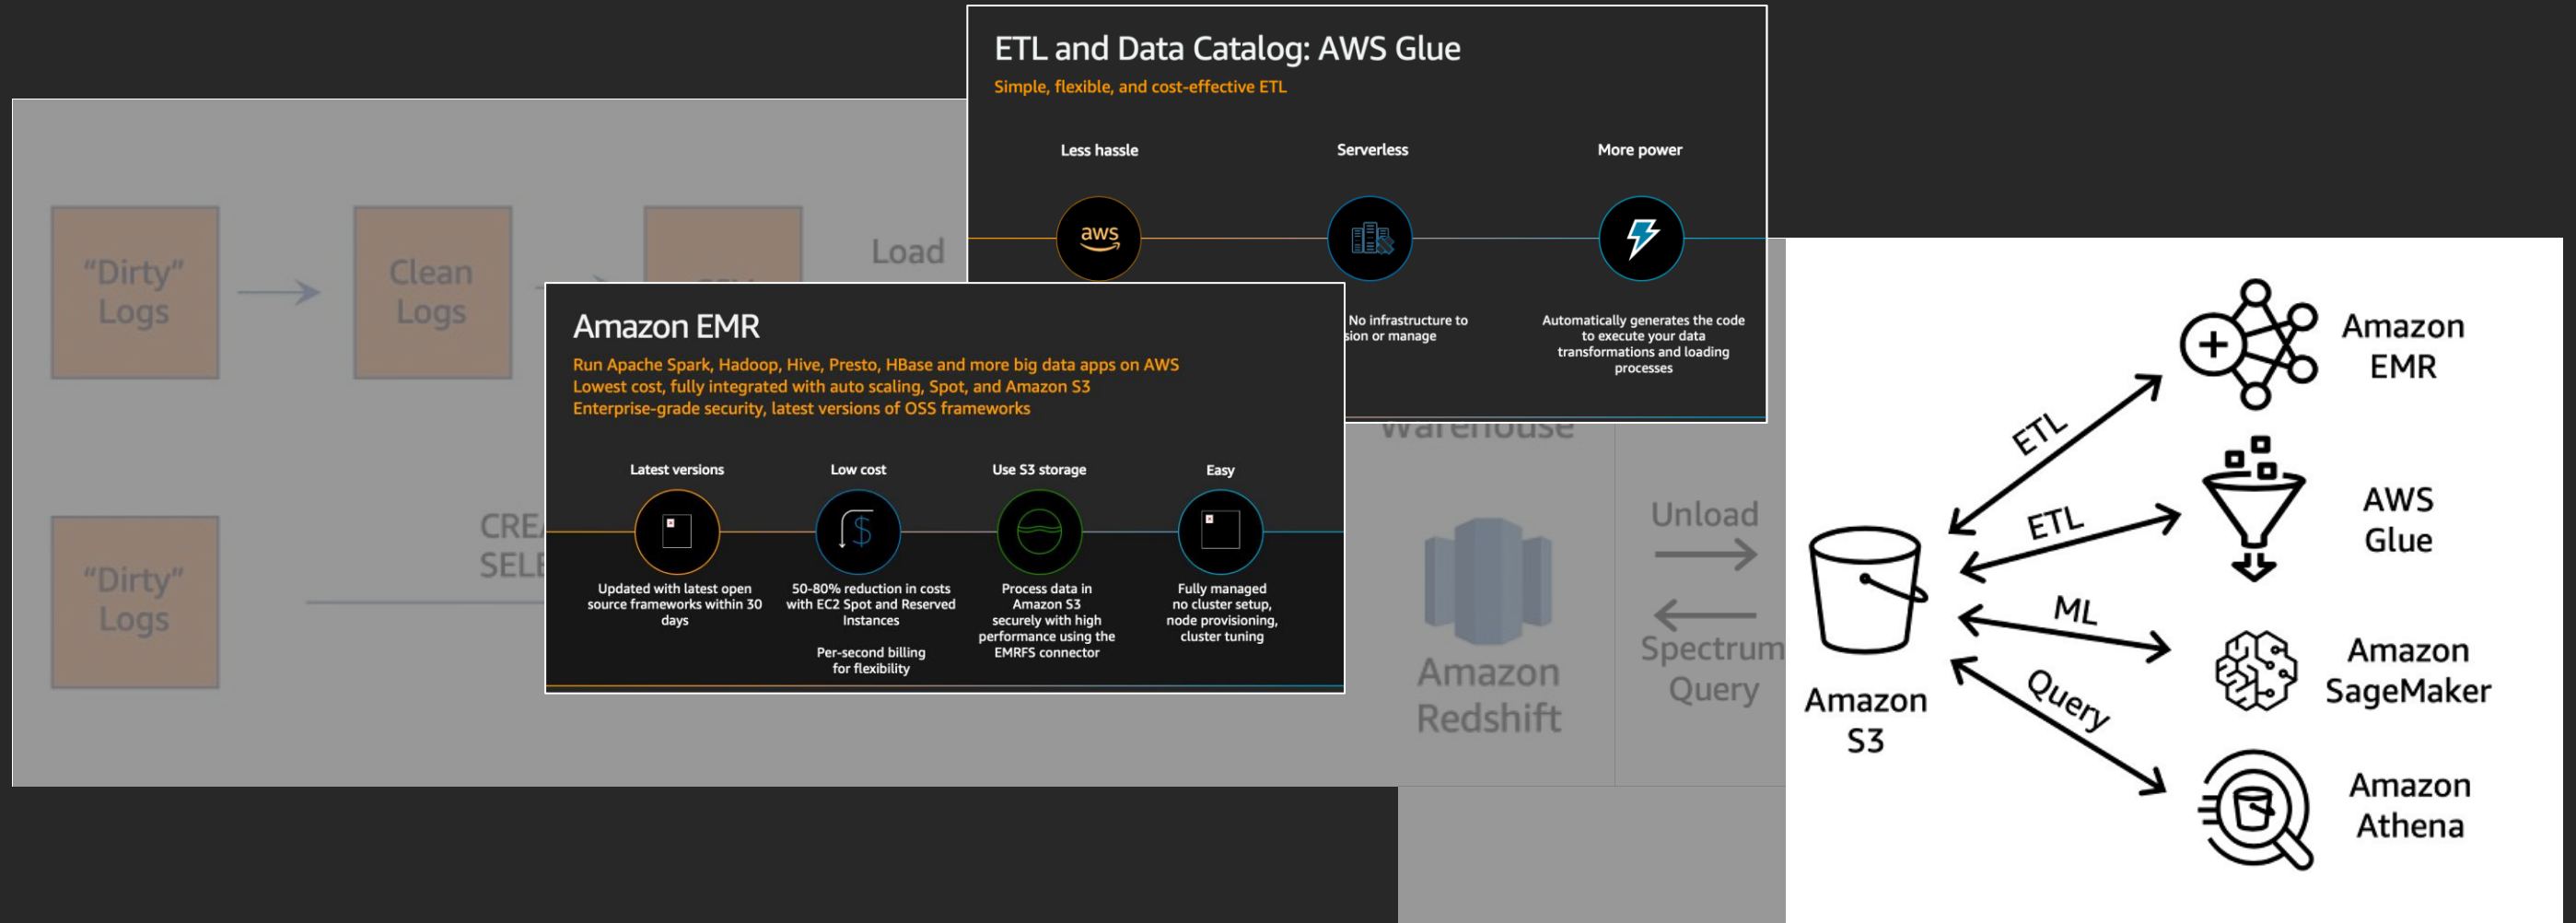 ETL and Data Catalog: AWS Glue
Simple, flexible, and cost-effective ETL
Less hassle
Serverless
More power
aws
No infrastructure to
or manage
Automatically generates the code
to execute your data
transformations and loading
processes
"Dirty"
Logs
Clean
Logs
Load
Amazon EMR
Run Apache Spark, Hadoop, Hive, Presto, HBase and more big data apps on AWS
Lowest cost, fully integrated with auto scaling, Spot, and Amazon S3
Enterprise-grade security, latest versions of OSS frameworks
Latest versions
Low cost
Use S3 storage
Easy
$
Updated with latest open
source frameworks within 30
days
50-80% reduction in costs
with EC2 Spot and Reserved
Instances
Per-second billing
for flexibility
Process data in
Amazon S3
securely with high
performance using the
EMRFS connector
Fully managed
no cluster setup,
node provisioning,
cluster tuning
"Dirty"
Logs
Warehouse
Amazon
Redshift
Unload
Spectrum
Query
Amazon
S3
ETL
ETL
ML
Query
Amazon
EMR
AWS
Glue
Amazon
SageMaker
Amazon
Athena